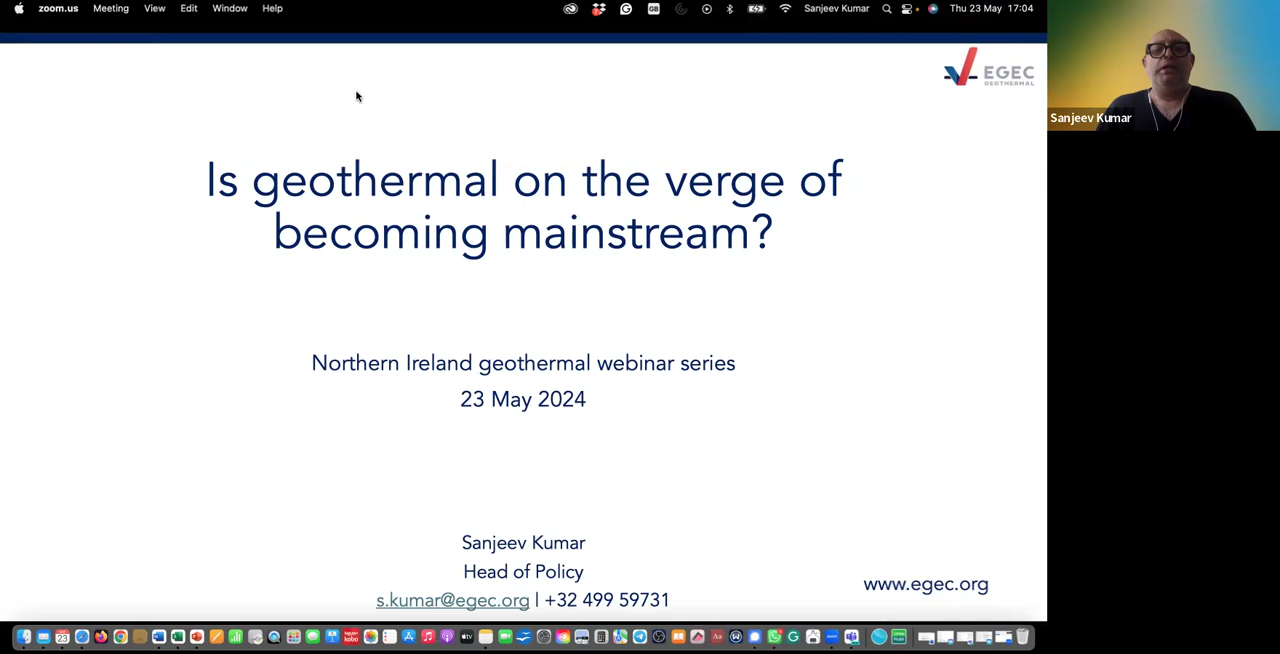 zoom.us Meeting View Edit Window Help Sanjeev Kumar Thu 23 May 17:04
EGEC
GEOTHERMAL
Sanjeev Kumar
Is geothermal on the verge of
becoming mainstream?
Northern Ireland geothermal webinar series
23 May 2024
Sanjeev Kumar
Head of Policy
s.kumar@egec.org | +32 499 59731
www.egec.org